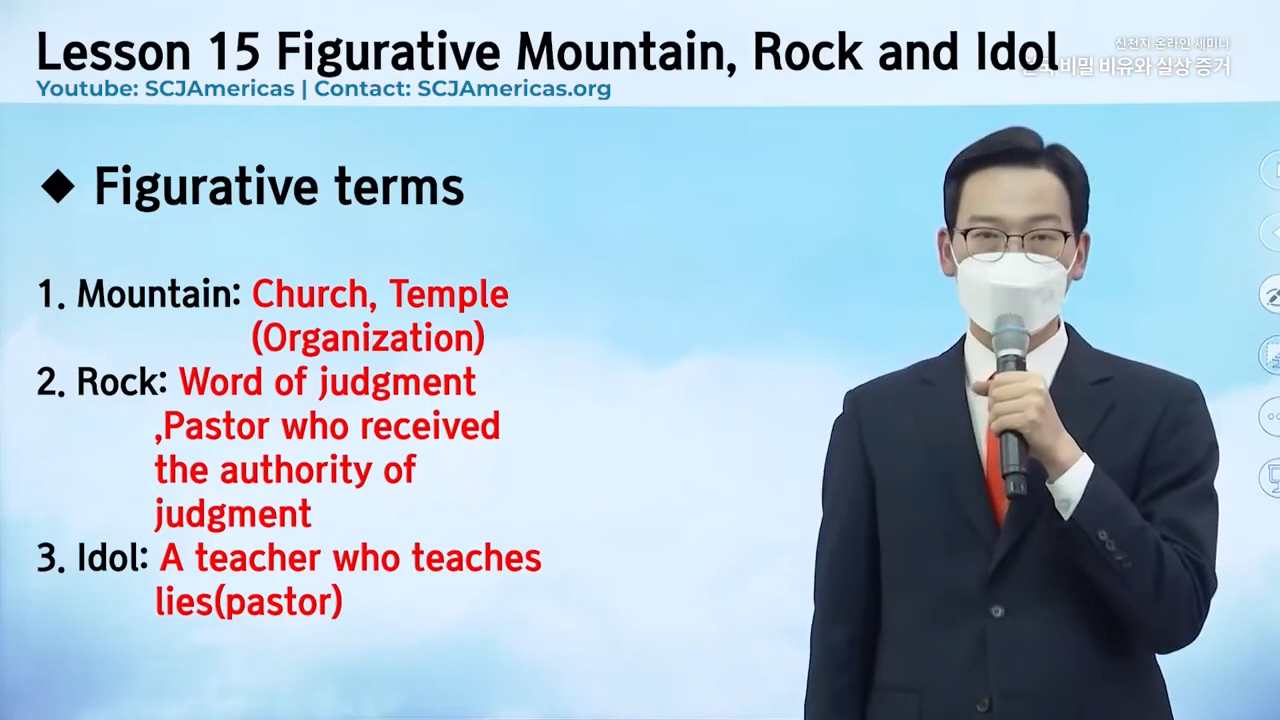 Lesson 15 Figurative Mountain, Rock and Idol
신천지 온라인 세미나
비밀 비유와 실상 증거
Youtube: SCJAmericas | Contact: SCJAmericas.org
◆ Figurative terms
1. Mountain: Church, Temple
(Organization)
2. Rock: Word of judgment
,Pastor who received
the authority of
judgment
3. Idol: A teacher who teaches
lies(pastor)